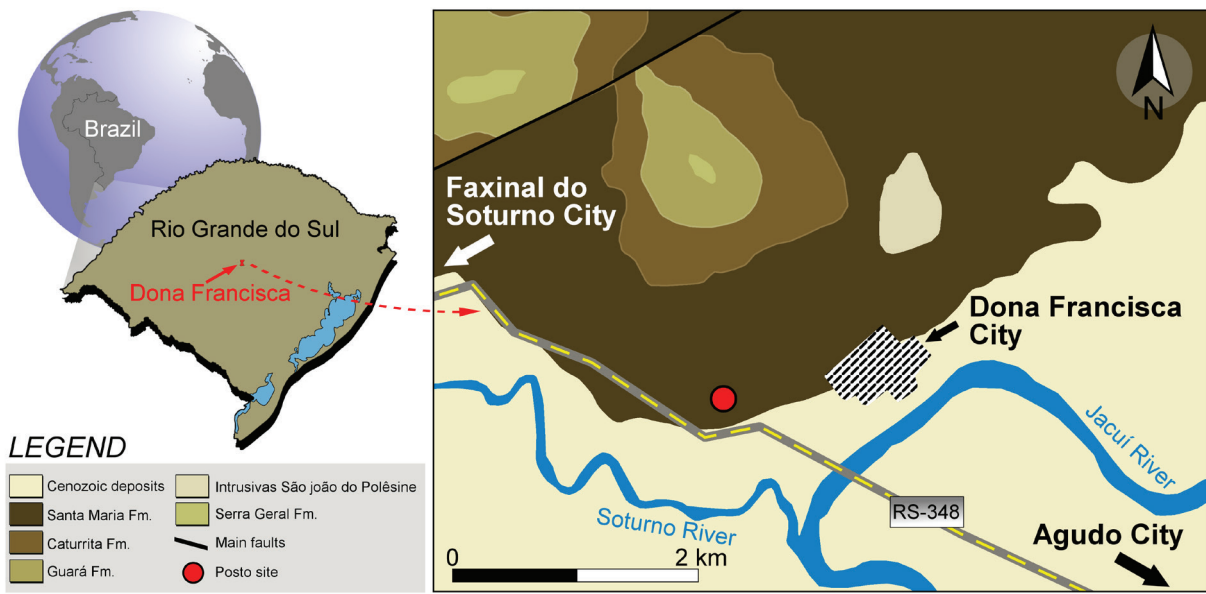 Brazil
Rio Grande do Sul
Dona Francisca
LEGEND
Cenozoic deposits
Santa Maria Fm.
Caturrita Fm.
Guará Fm.
Intrusivas São joão do Polêsine
Serra Geral Fm.
Main faults
Posto site
N
Faxinal do
Soturno City
Dona Francisca
City
Jacuí River
RS-348
Soturno River
Agudo City
0
2 km